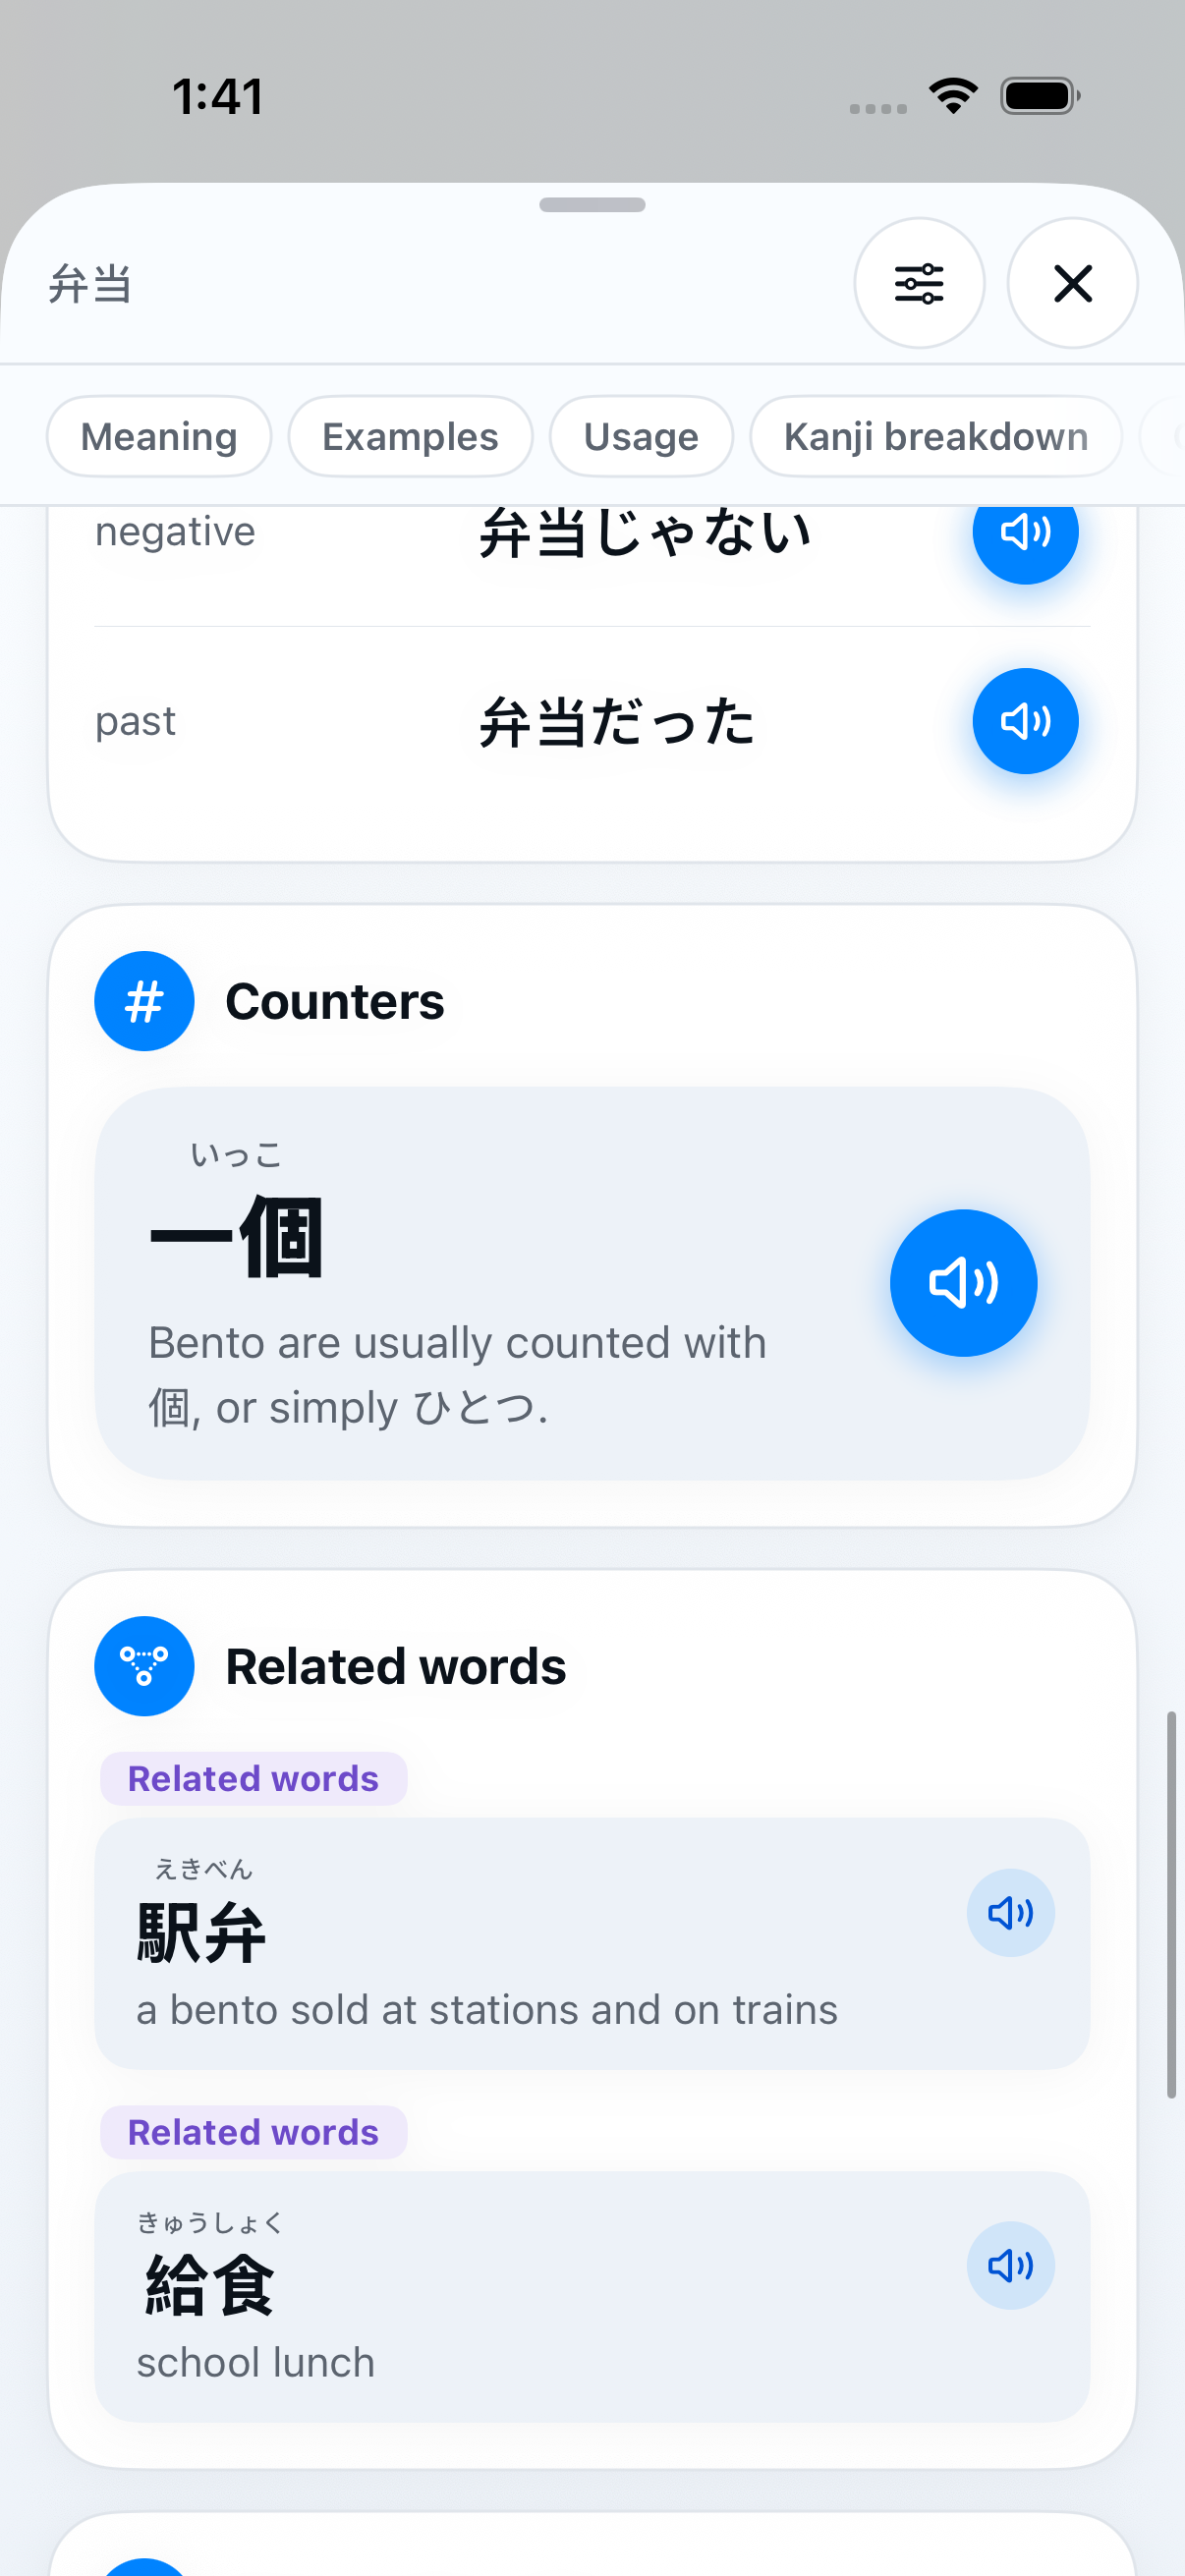 1:41
弁当
Meaning
Examples
Usage
Kanji breakdown
negative
弁当じゃない
past
弁当だった
Counters
いっこ
一個
Bento are usually counted with
個, or simply ひとつ.
Related words
Related words
えきべん
駅弁
a bento sold at stations and on trains
Related words
きゅうしょく
給食
school lunch